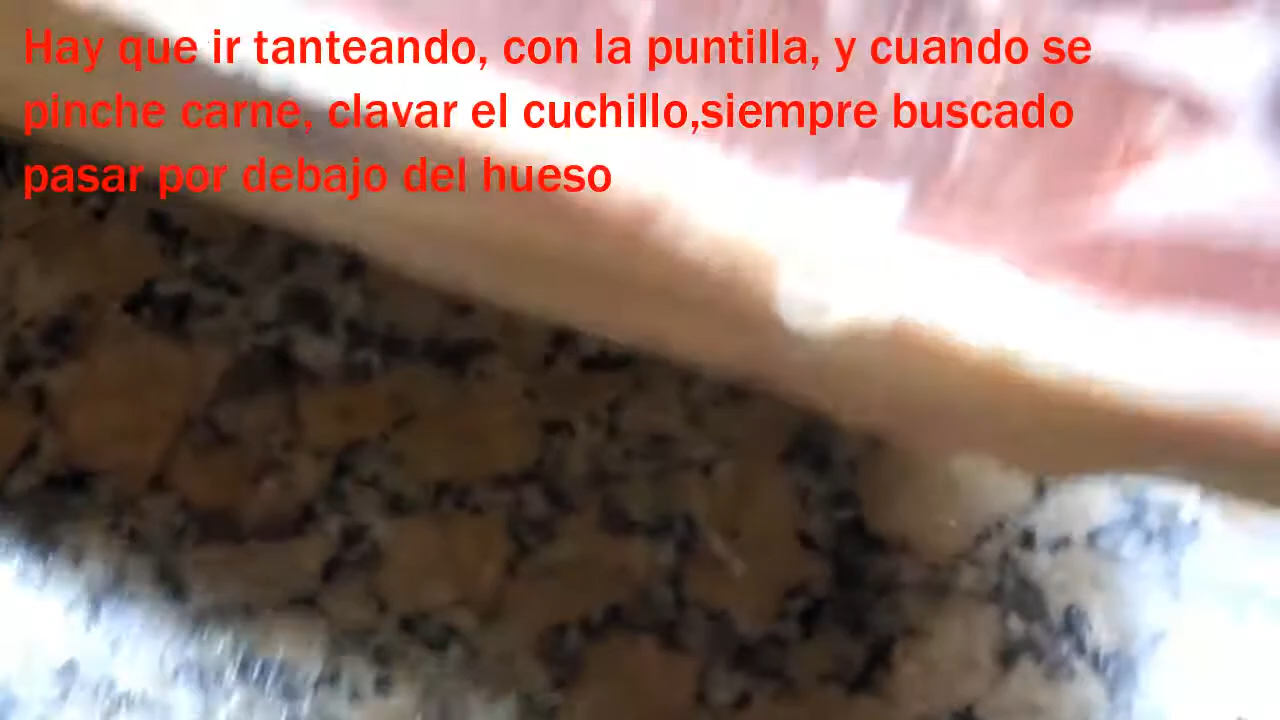 Hay que ir tanteando, con la puntilla, y cuando se
pinche carne, clavar el cuchillo,siempre buscado
pasar por debajo del hueso